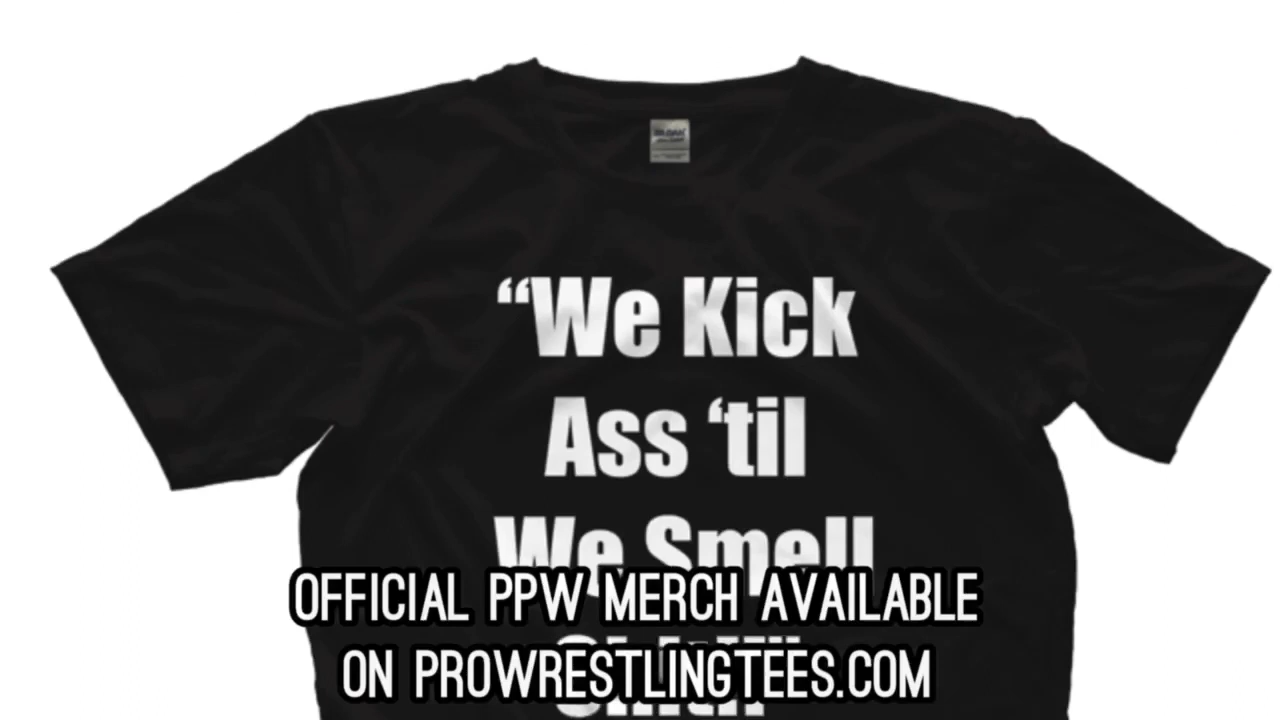 “We Kick
Ass ‘til
We Smell
OFFICIAL PPW MERCH AVAILABLE
ON PROWRESTLINGTEES.COM